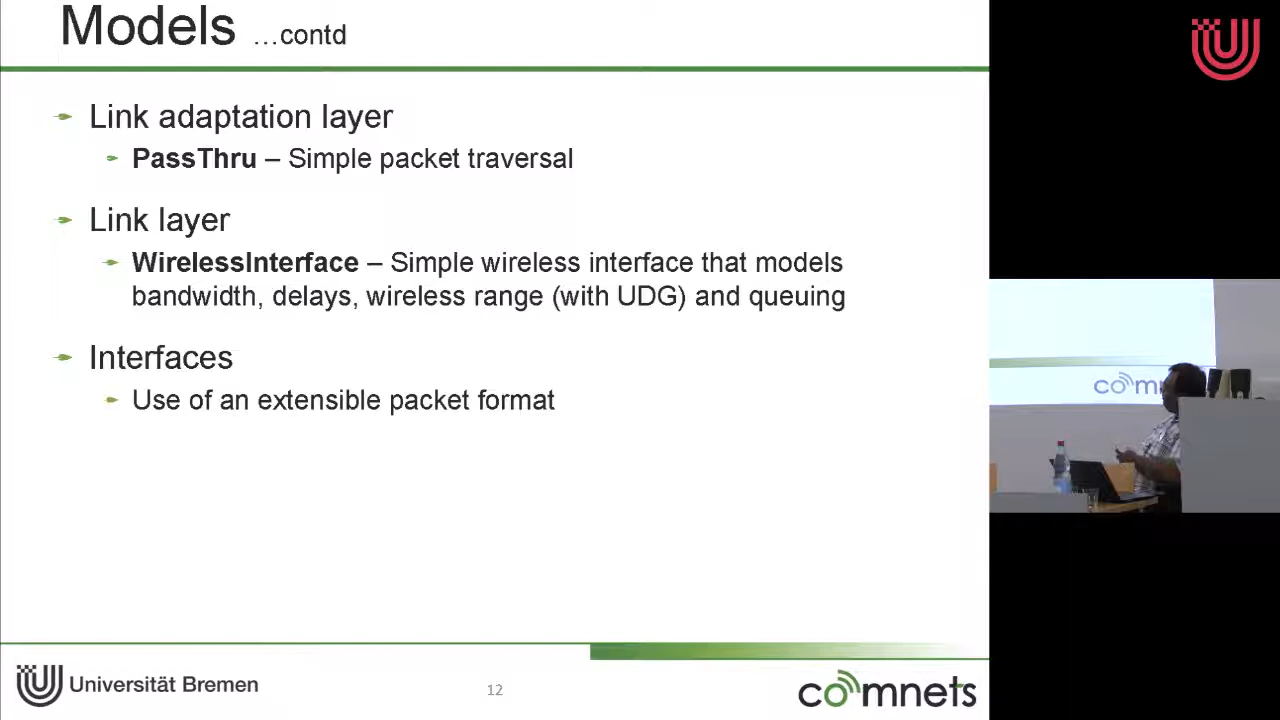 Models ...contd
Link adaptation layer
PassThru – Simple packet traversal
Link layer
WirelessInterface – Simple wireless interface that models
bandwidth, delays, wireless range (with UDG) and queuing
Interfaces
Use of an extensible packet format
Universität Bremen
12
comnets
comn